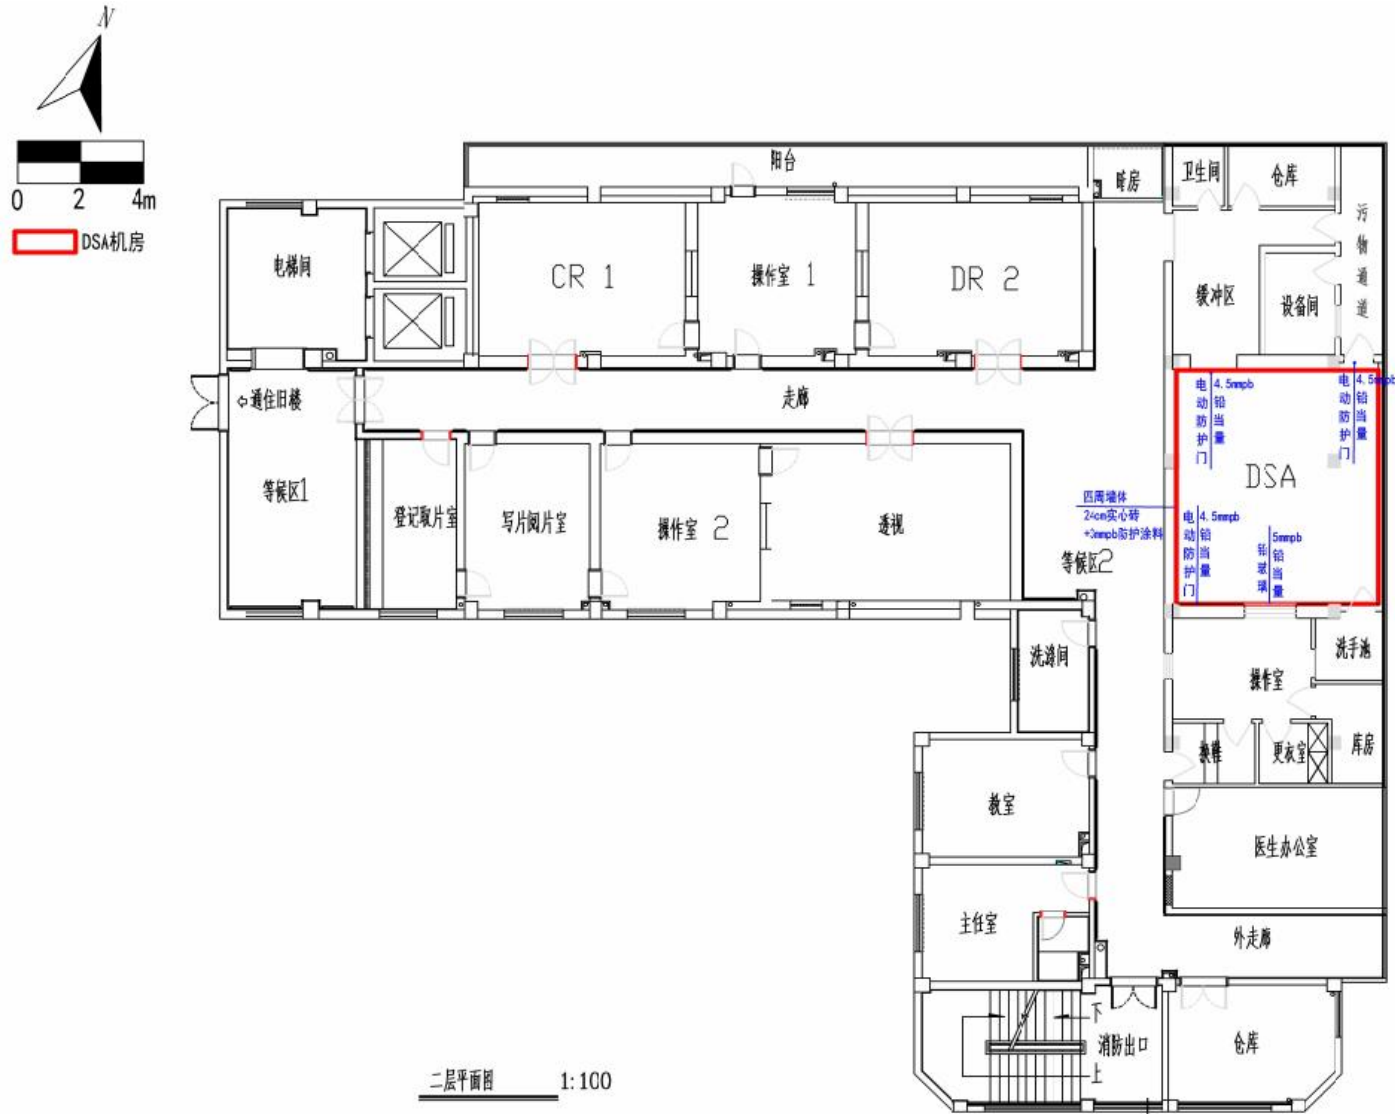 N
0 2 4m
DSA机房
阳台
暗房
卫生间
仓库
污物通道
电梯间
CR 1
操作室 1
DR 2
缓冲区
设备间
⇦通住旧楼
走廊
电动防护门
4.5mmpb
铅当量
电动防护门
4.5mmpb
铅当量
DSA
等候区1
登记取片室
写片阅片室
操作室 2
透视
四周墙体
24cm实心砖
+3mmpb防护涂料
等候区2
电动防护门
4.5mmpb
铅当量
铅玻璃
5mmpb
铅当量
洗涤间
操作室
洗手池
换鞋
更衣室
库房
教室
医生办公室
主任室
外走廊
下
上
消防出口
仓库
二层平面图 1:100